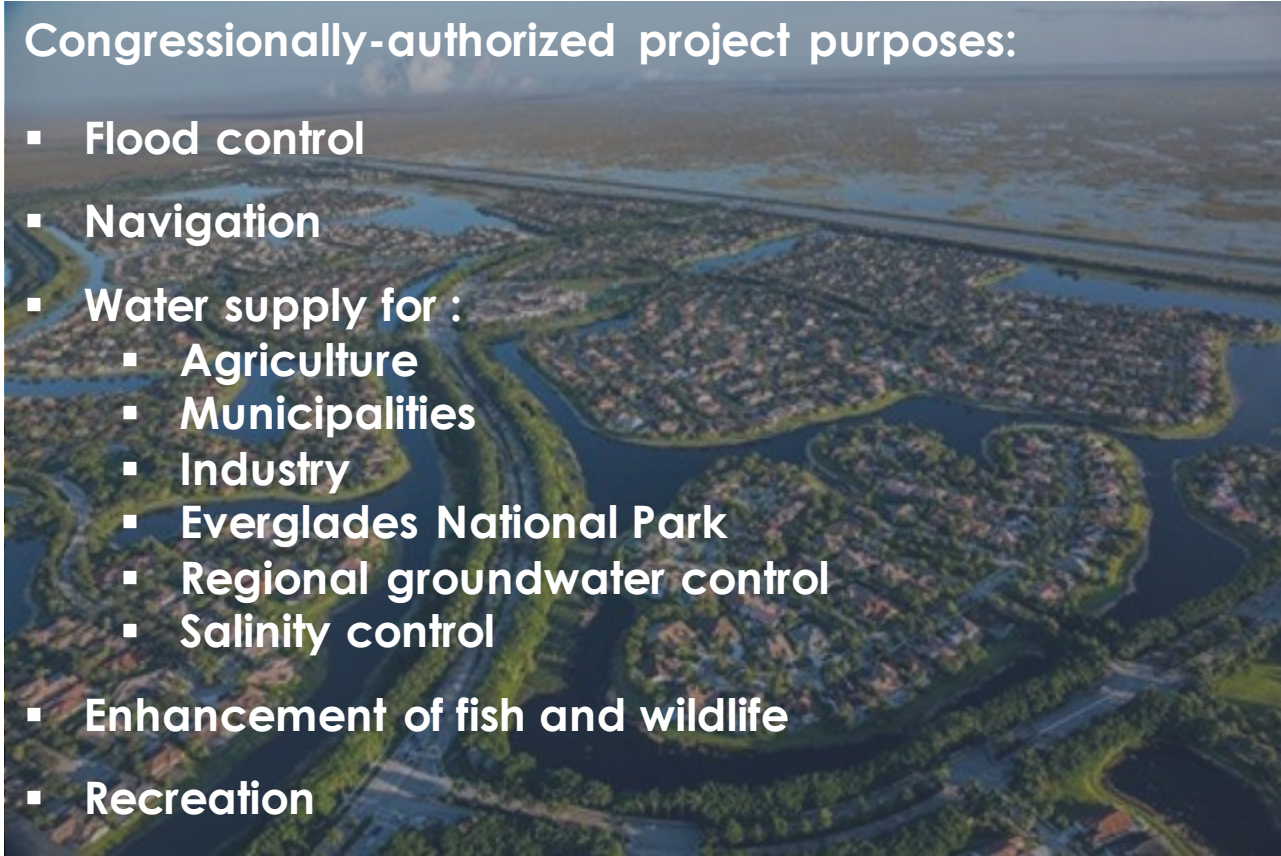 Congressionally-authorized project purposes:
▪ Flood control
▪ Navigation
▪ Water supply for :
▪ Agriculture
▪ Municipalities
▪ Industry
▪ Everglades National Park
▪ Regional groundwater control
▪ Salinity control
▪ Enhancement of fish and wildlife
▪ Recreation